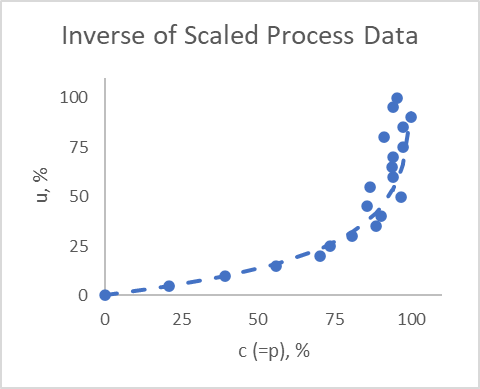 Inverse of Scaled Process Data
100
75
50
25
0
u, %
0 25 50 75 100
c (=p), %